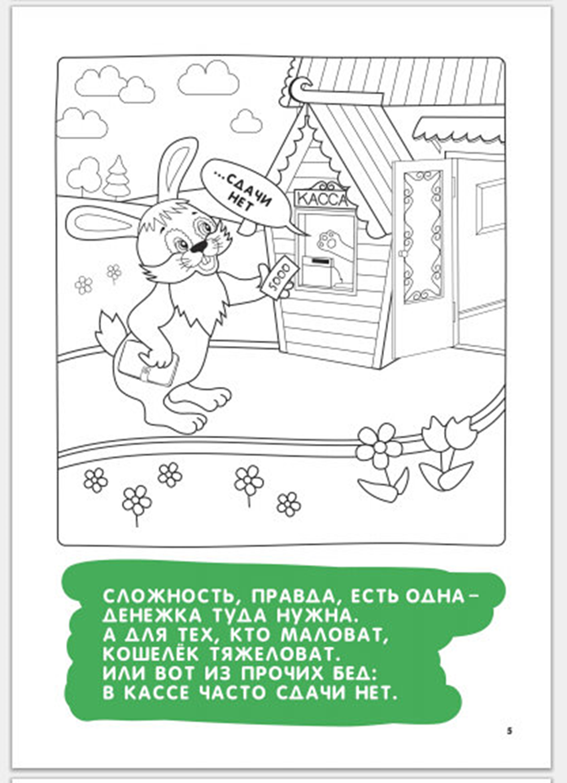 ...СДАЧИ
НЕТ
КАССА
5000
СЛОЖНОСТЬ, ПРАВДА, ЕСТЬ ОДНА –
ДЕНЕЖКА ТУДА НУЖНА.
А ДЛЯ ТЕХ, КТО МАЛОВАТ,
КОШЕЛЁК ТЯЖЕЛОВАТ.
ИЛИ ВОТ ИЗ ПРОЧИХ БЕД:
В КАССЕ ЧАСТО СДАЧИ НЕТ.
5